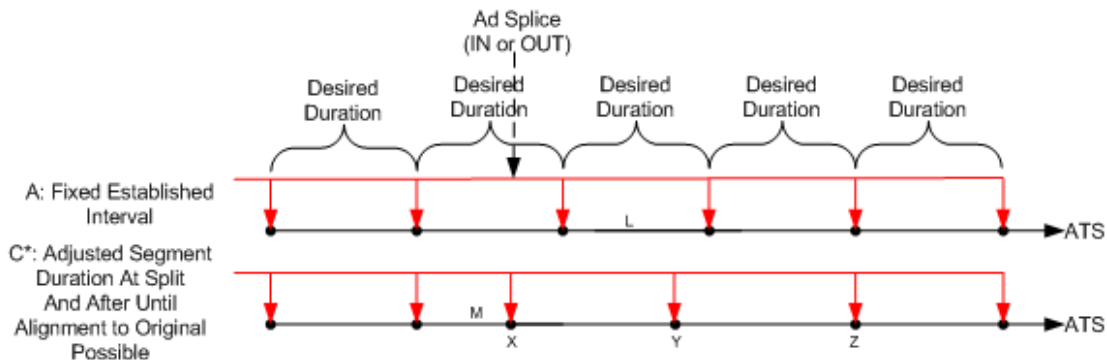 Ad Splice
(IN or OUT)
Desired
Duration
Desired
Duration
Desired
Duration
Desired
Duration
Desired
Duration
A: Fixed Established
Interval
L
ATS
C*: Adjusted Segment
Duration At Split
And After Until
Alignment to Original
Possible
M
ATS
X
Y
Z